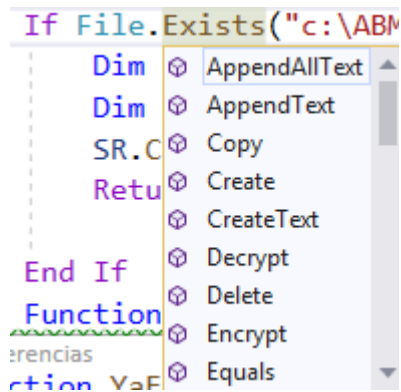 If File.Exists("c:\ABM
Dim
AppendAllText
Dim
AppendText
SR.C
Copy
Retu
Create
CreateText
End If
Decrypt
Delete
Function
Encrypt
erencias
Equals
ction YaE